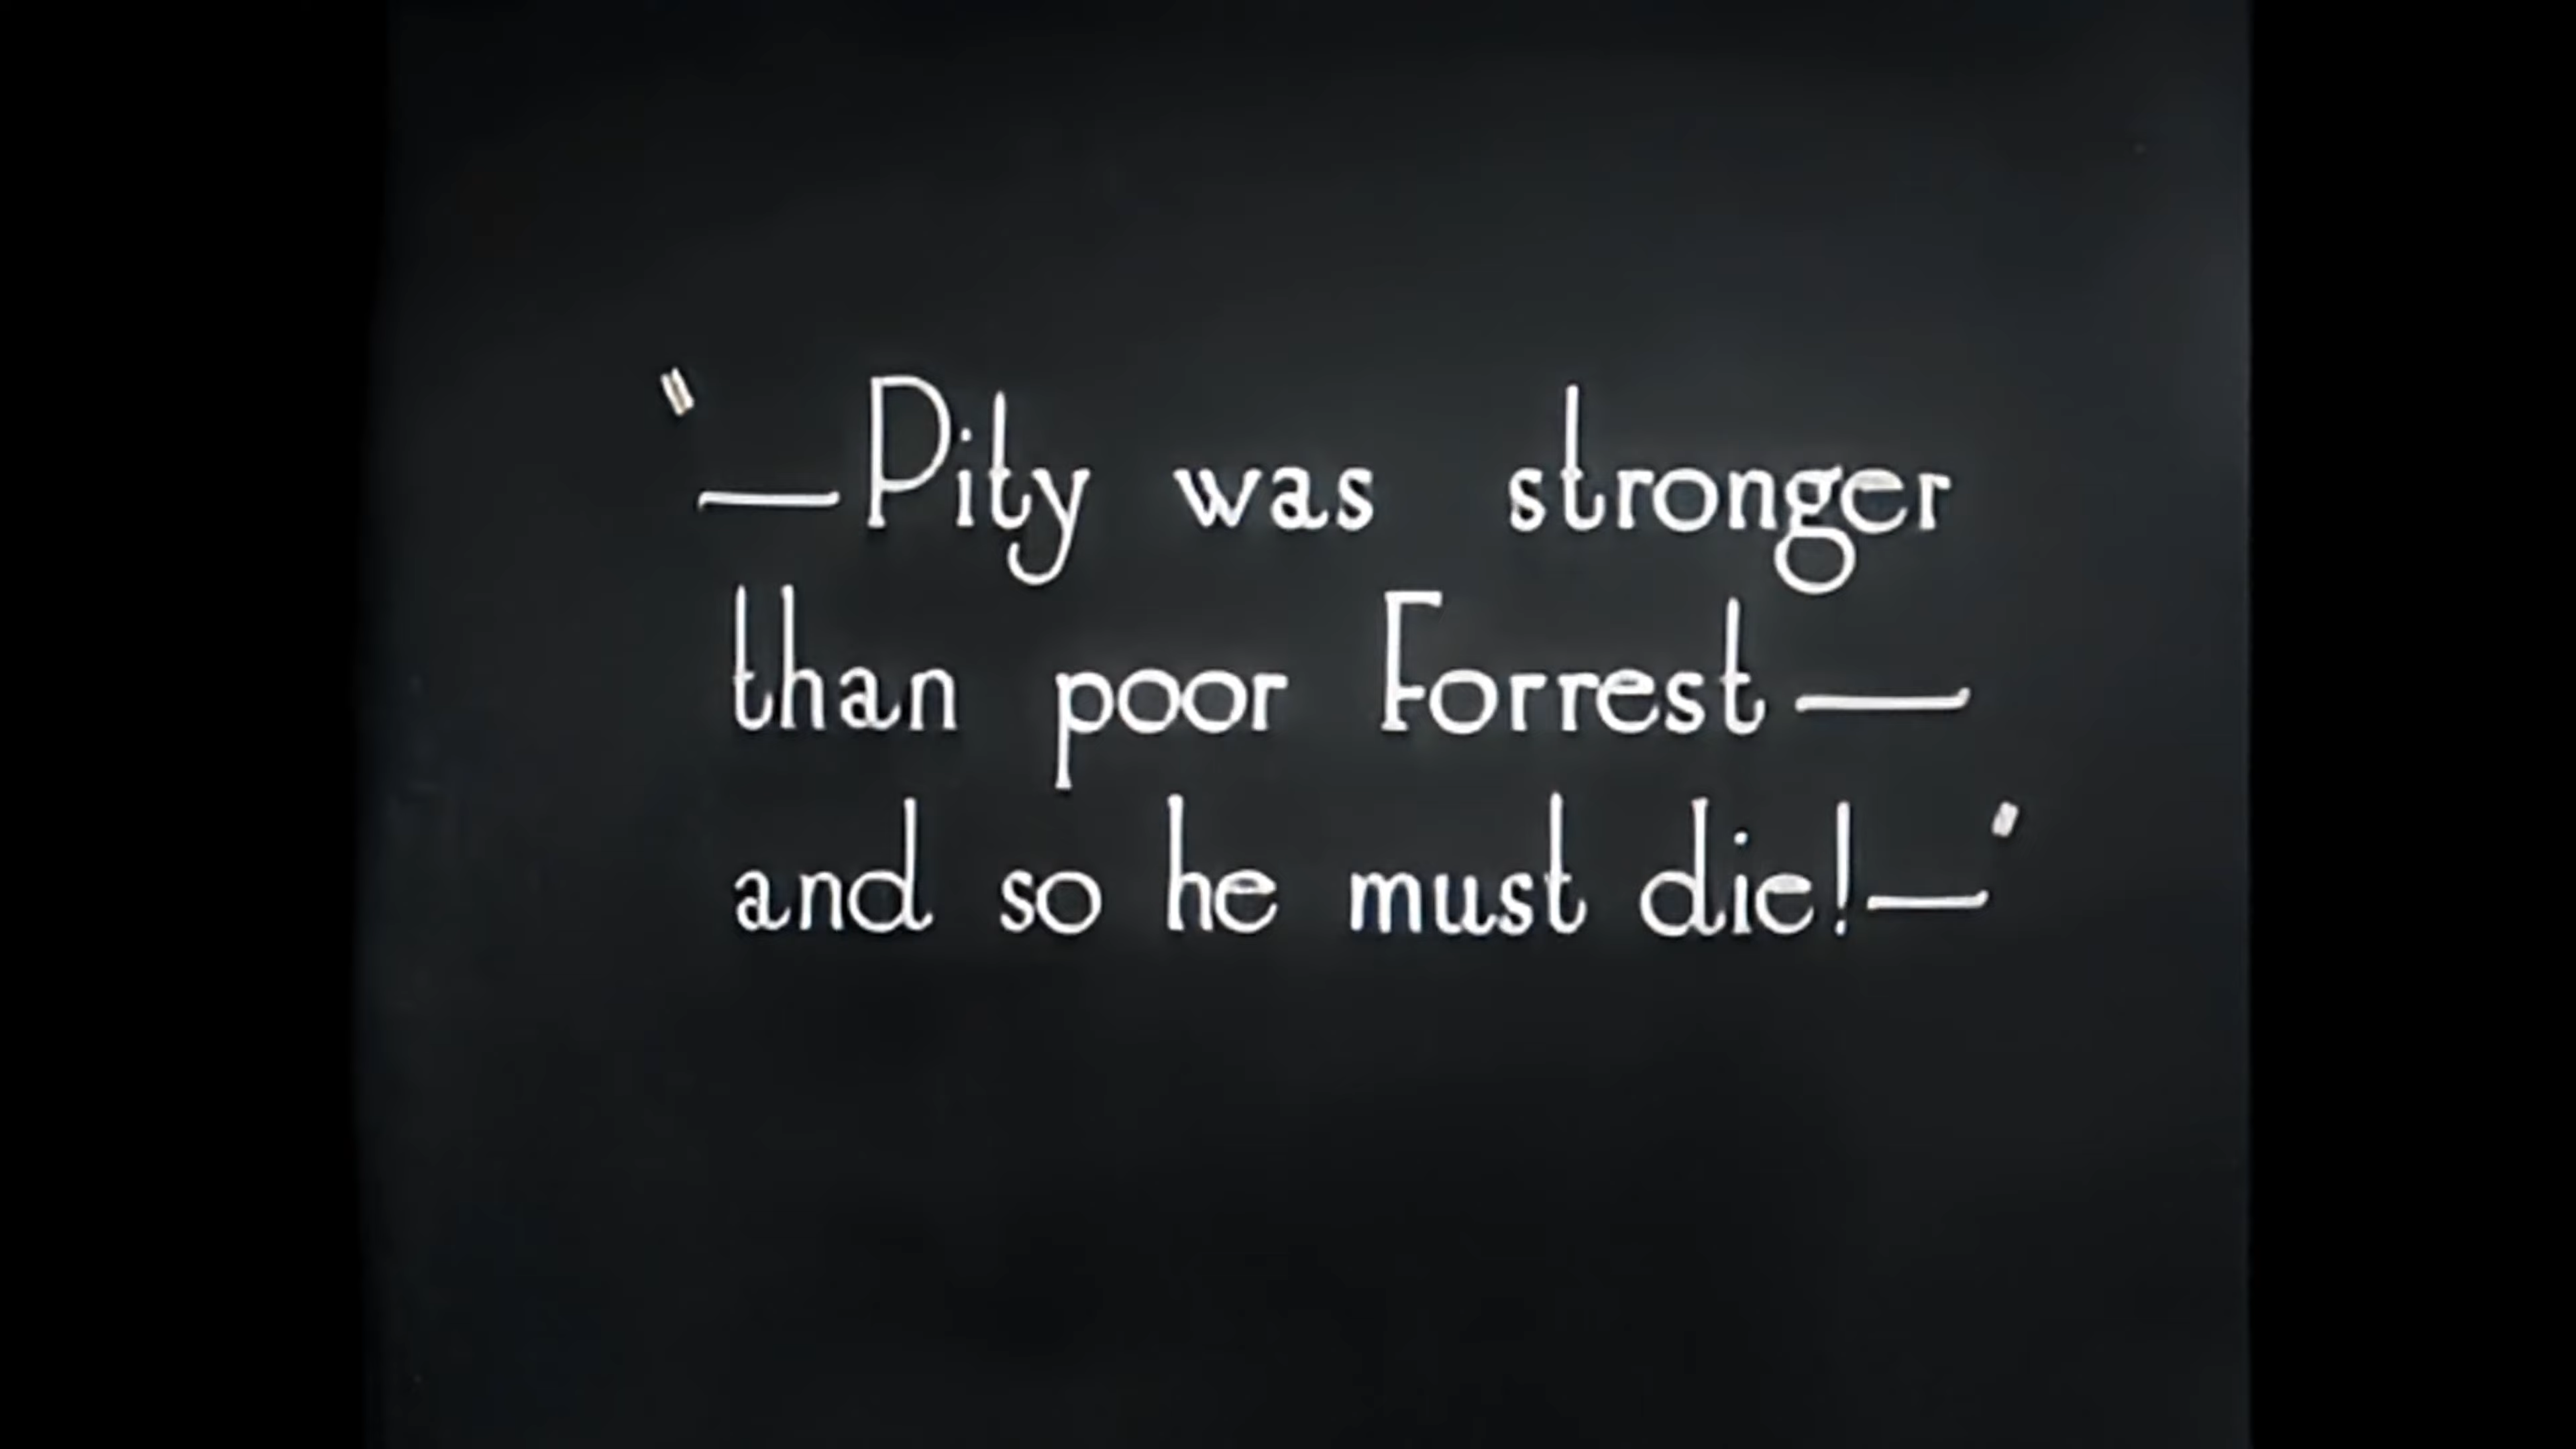 "—Pity was stronger
than poor Forrest—
and so he must die!—"